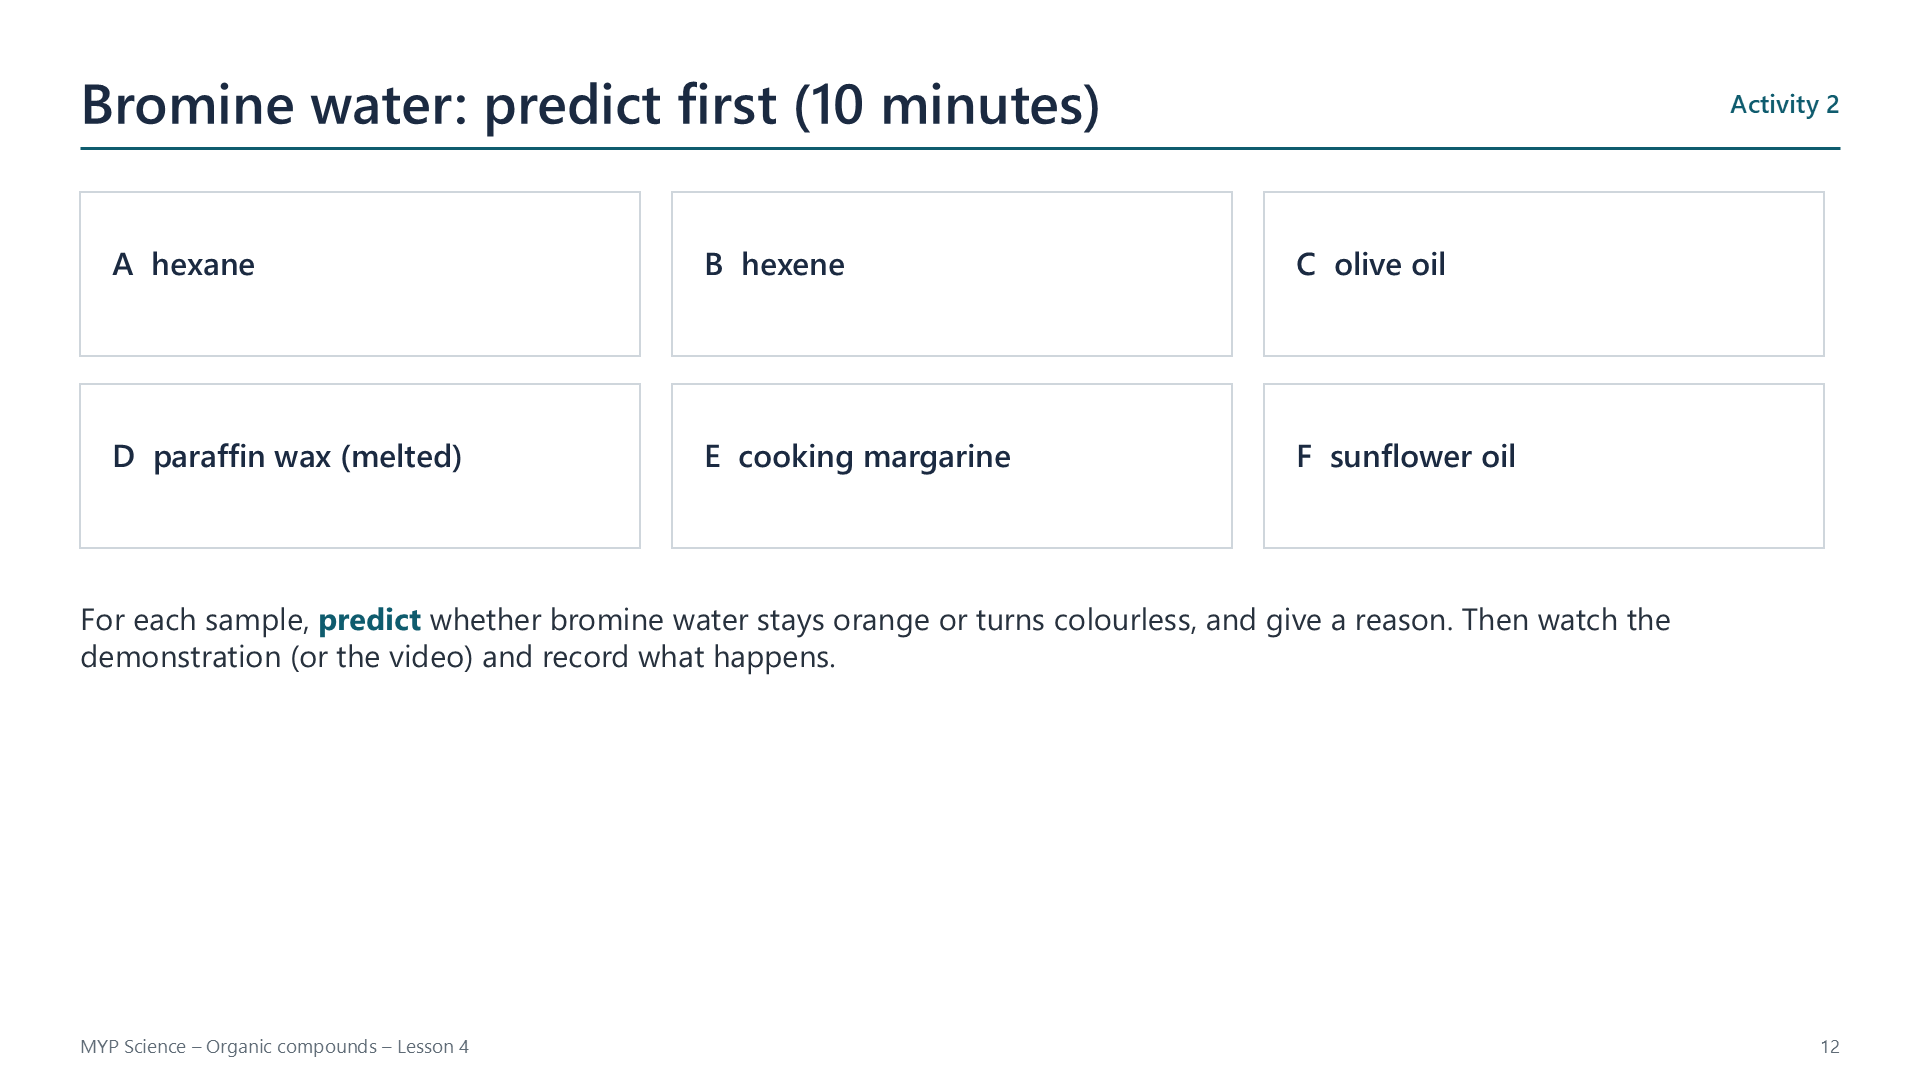 Bromine water: predict first (10 minutes)
Activity 2
A hexane
B hexene
C olive oil
D paraffin wax (melted)
E cooking margarine
F sunflower oil
For each sample, predict whether bromine water stays orange or turns colourless, and give a reason. Then watch the
demonstration (or the video) and record what happens.
MYP Science – Organic compounds – Lesson 4
12